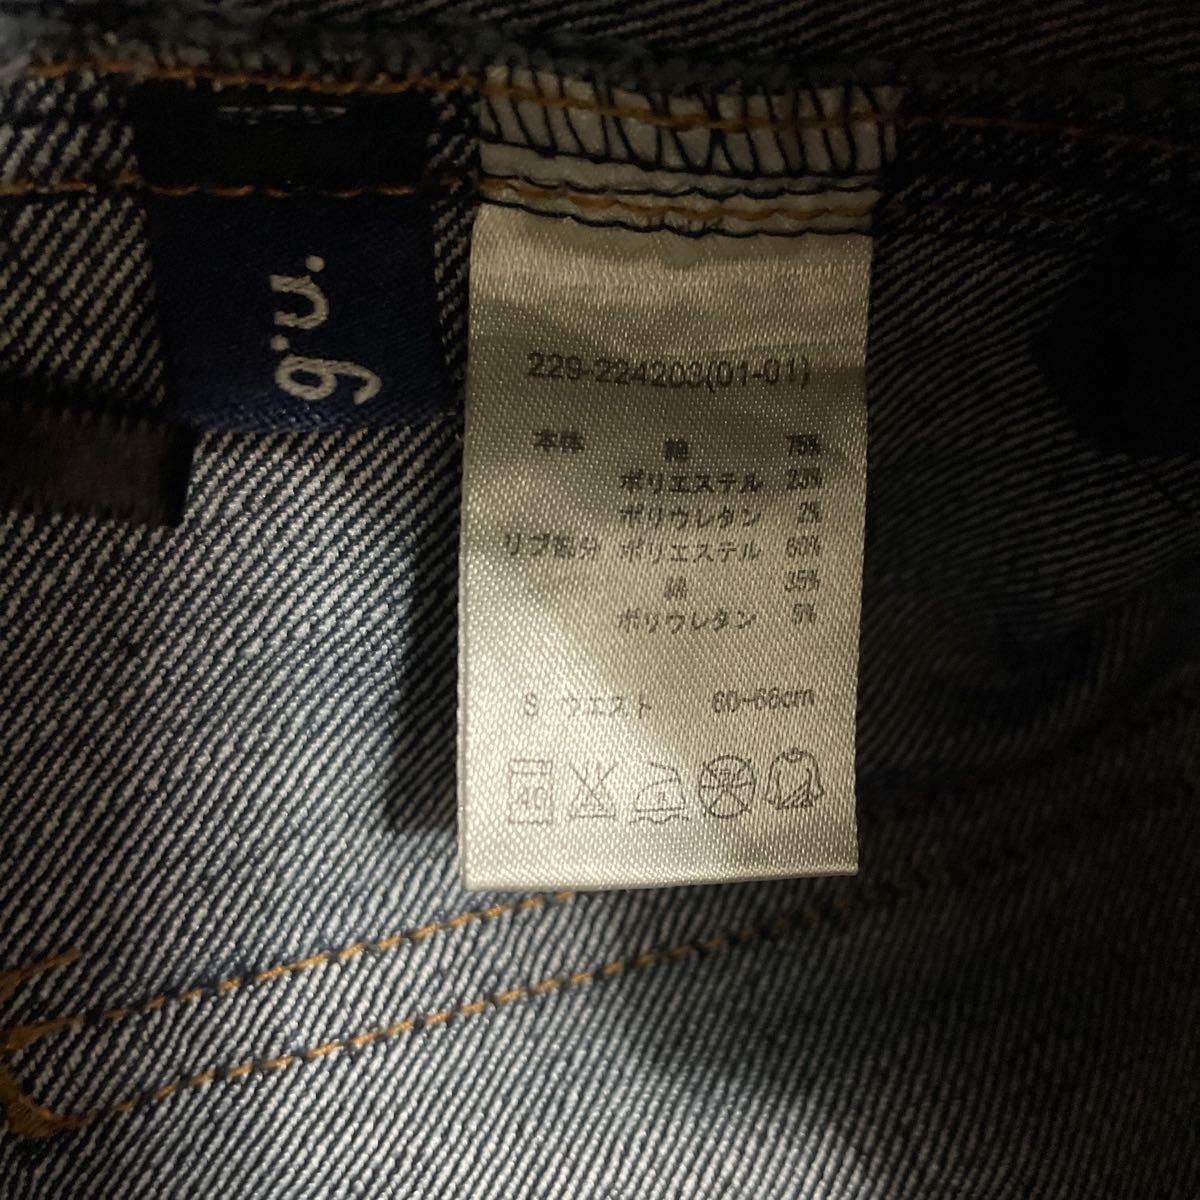 g.u.
229-224203(01-01)
本体 綿 75%
ポリエステル 23%
ポリウレタン 2%
リブ部分 ポリエステル 60%
綿 35%
ポリウレタン 5%
S ウエスト 60~66cm
40